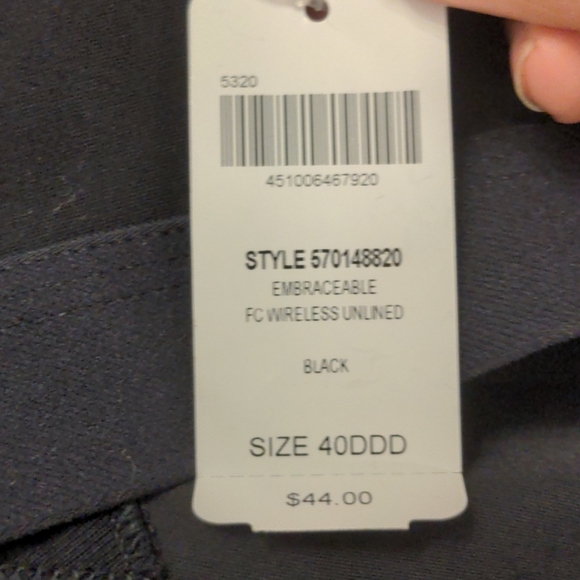 5320
451006467920
STYLE 570148820
EMBRACEABLE
FC WIRELESS UNLINED
BLACK
SIZE 40DDD
$44.00